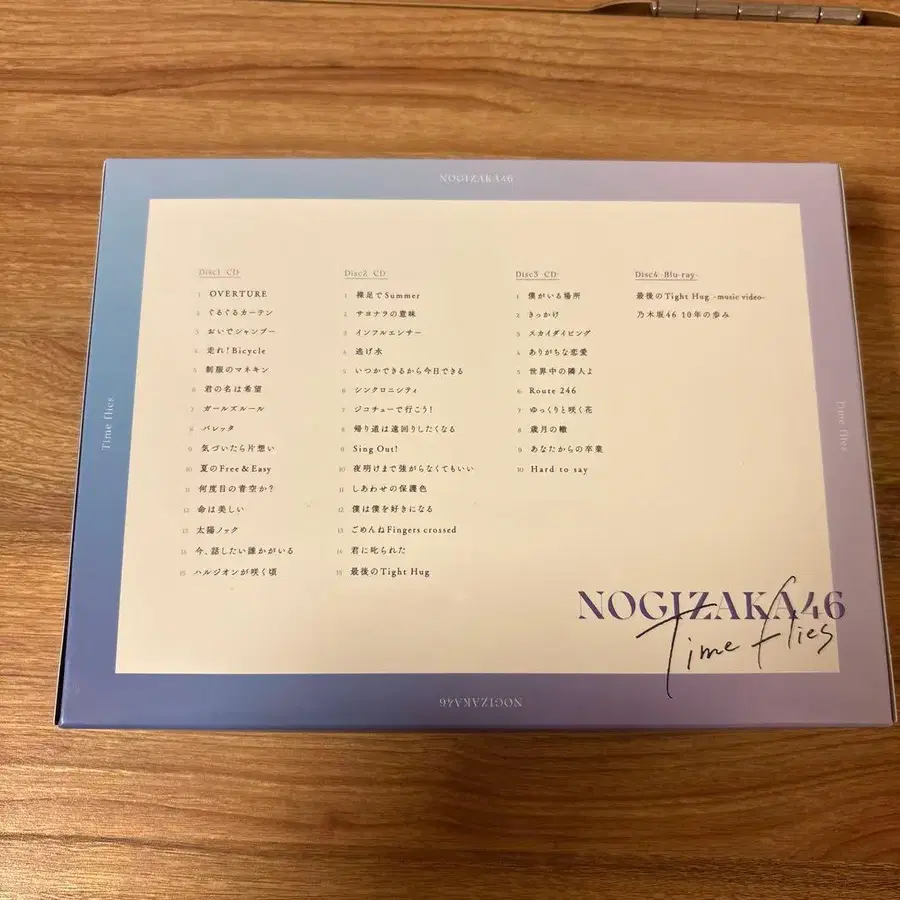 NOGIZAKA46
Time flies
Time flies
Disc1 CD
1 OVERTURE
2 ぐるぐるカーテン
3 おいでシャンプー
4 走れ!Bicycle
5 制服のマネキン
6 君の名は希望
7 ガールズルール
8 バレッタ
9 気づいたら片想い
10 夏のFree&Easy
11 何度目の青空か?
12 命は美しい
13 太陽ノック
14 今、話したい誰かがいる
15 ハルジオンが咲く頃
Disc2 CD
1 裸足でSummer
2 サヨナラの意味
3 インフルエンサー
4 逃げ水
5 いつかできるから今日できる
6 シンクロニシティ
7 ジコチューで行こう!
8 帰り道は遠回りしたくなる
9 Sing Out!
10 夜明けまで強がらなくてもいい
11 しあわせの保護色
12 僕は僕を好きになる
13 ごめんねFingers crossed
14 君に叱られた
15 最後のTight Hug
Disc3 CD
1 僕がいる場所
2 きっかけ
3 スカイダイビング
4 ありがちな恋愛
5 世界中の隣人よ
6 Route 246
7 ゆっくりと咲く花
8 歳月の轍
9 あなたからの卒業
10 Hard to say
Disc4 -Blu-ray-
最後のTight Hug -music video-
乃木坂46 10年の歩み
NOGIZAKA46
Time flies
NOGIZAKA46